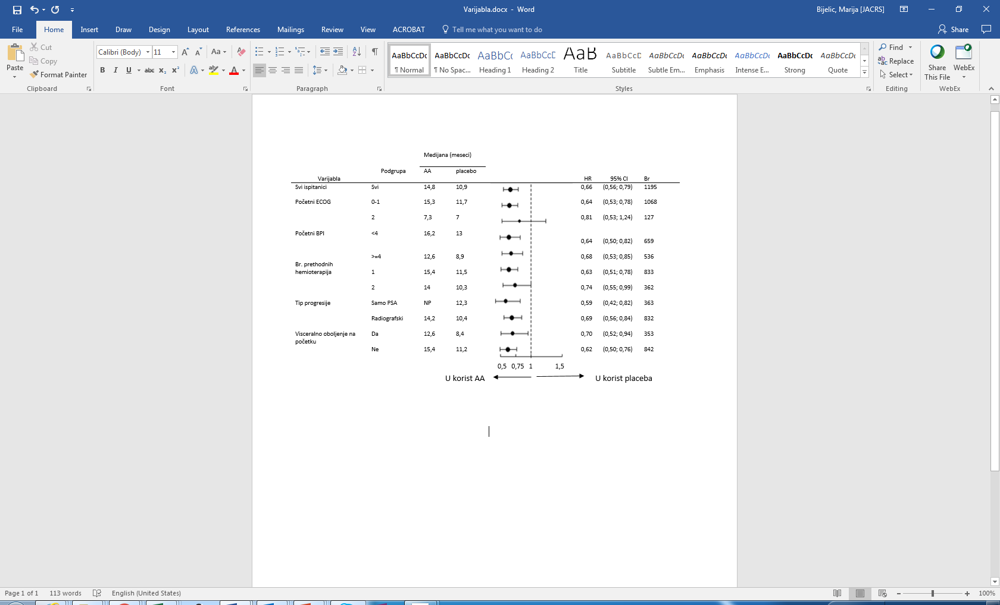 Varijabla.docx - Word
Bijelic, Marija [JACRS]
File Home Insert Draw Design Layout References Mailings Review View ACROBAT Tell me what you want to do Share
Cut
Copy
Format Painter
Paste
Calibri (Body) 11
Aa
B I U abc X₂ X² A ab A
AaBbCcDc AaBbCcDc AaBbCc AaBbCcD AaB AaBbCcD AaBbCcDc AaBbCcDc AaBbCcDc AaBbCcDc AaBbCcDc
¶ Normal ¶ No Spac... Heading 1 Heading 2 Title Subtitle Subtle Em... Emphasis Intense E... Strong Quote
Find
Replace
Select
Share This File
WebEx
Clipboard Font Paragraph Styles Editing WebEx
Medijana (meseci)
Podgrupa AA placebo
Varijabla HR 95% CI Br
Svi ispitanici Svi 14,8 10,9 0,66 (0,56; 0,79) 1195
Početni ECOG 0-1 15,3 11,7 0,64 (0,53; 0,78) 1068
2 7,3 7 0,81 (0,53; 1,24) 127
Početni BPI <4 16,2 13 0,64 (0,50; 0,82) 659
>=4 12,6 8,9 0,68 (0,53; 0,85) 536
Br. prethodnih
hemioterapija 1 15,4 11,5 0,63 (0,51; 0,78) 833
2 14 10,3 0,74 (0,55; 0,99) 362
Tip progresije Samo PSA NP 12,3 0,59 (0,42; 0,82) 363
Radiografski 14,2 10,4 0,69 (0,56; 0,84) 832
Visceralno oboljenje na Da 12,6 8,4 0,70 (0,52; 0,94) 353
početku
Ne 15,4 11,2 0,62 (0,50; 0,76) 842
0,5 0,75 1 1,5
U korist AA U korist placeba
Page 1 of 1 113 words English (United States) 100%